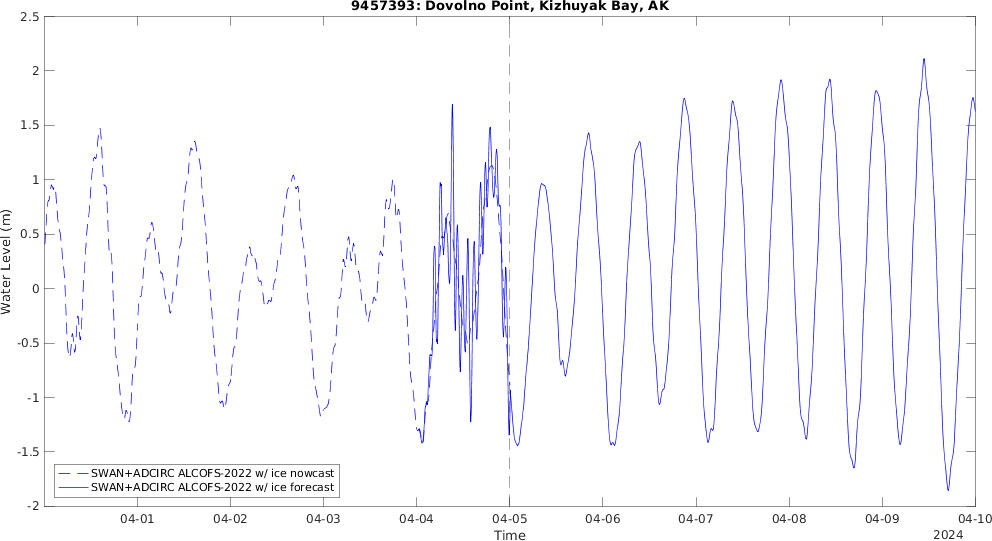 9457393: Dovolno Point, Kizhuyak Bay, AK
2.5
2
1.5
1
0.5
0
-0.5
-1
-1.5
-2
Water Level (m)
SWAN+ADCIRC ALCOFS-2022 w/ ice nowcast
SWAN+ADCIRC ALCOFS-2022 w/ ice forecast
04-01 04-02 04-03 04-04 04-05 04-06 04-07 04-08 04-09 04-10
Time
2024